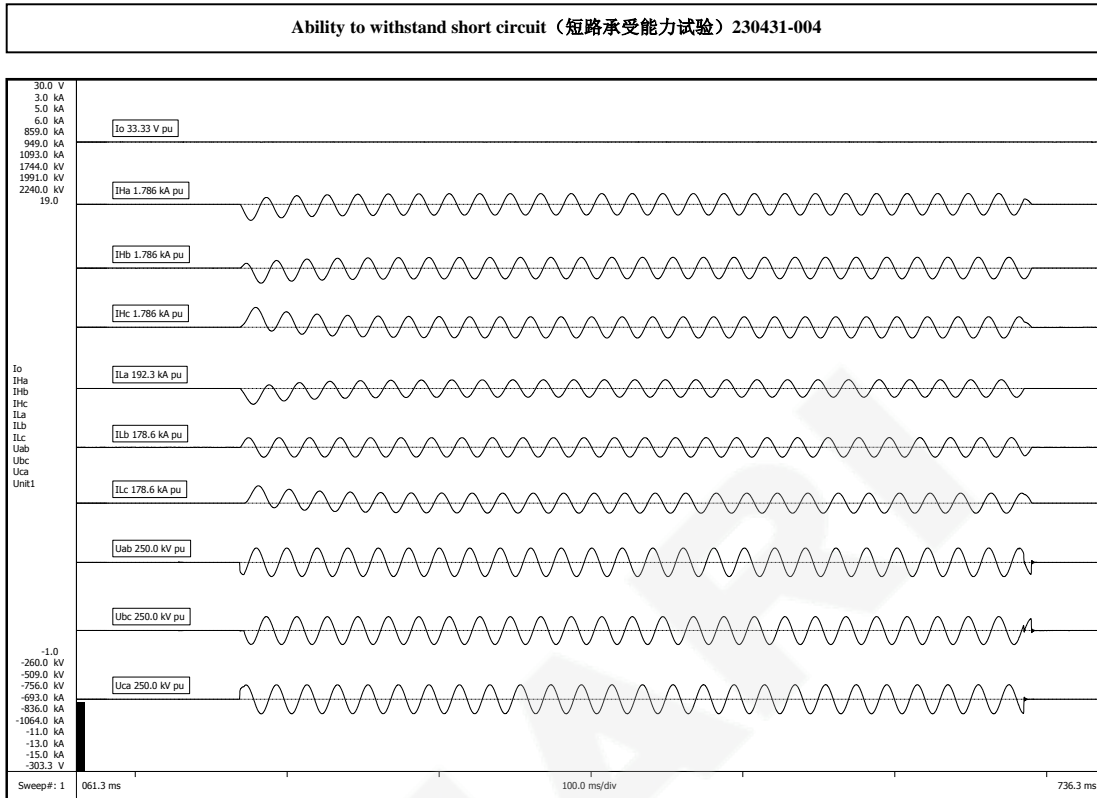 Ability to withstand short circuit（短路承受能力试验）230431-004
30.0 V
3.0 kA
5.0 kA
6.0 kA
859.0 kA
949.0 kA
1093.0 kA
1744.0 kV
1991.0 kV
2240.0 kV
19.0
Io 33.33 V pu
IHa 1.786 kA pu
IHb 1.786 kA pu
IHc 1.786 kA pu
ILa 192.3 kA pu
ILb 178.6 kA pu
ILc 178.6 kA pu
Uab 250.0 kV pu
Ubc 250.0 kV pu
Uca 250.0 kV pu
Io
IHa
IHb
IHc
ILa
ILb
ILc
Uab
Ubc
Uca
Unit1
-1.0
-260.0 kV
-509.0 kV
-756.0 kV
-693.0 kA
-836.0 kA
-1064.0 kA
-11.0 kA
-13.0 kA
-15.0 kA
-303.3 V
Sweep#: 1 061.3 ms 100.0 ms/div 736.3 ms